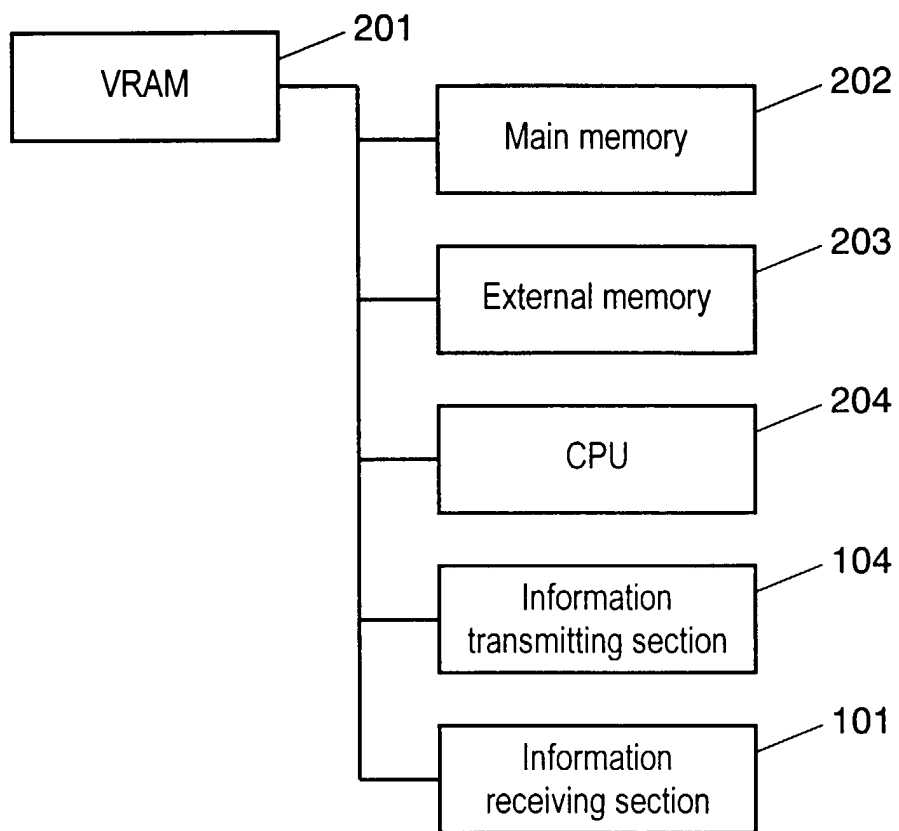 201
VRAM
202
Main memory
203
External memory
204
CPU
104
Information
transmitting section
101
Information
receiving section